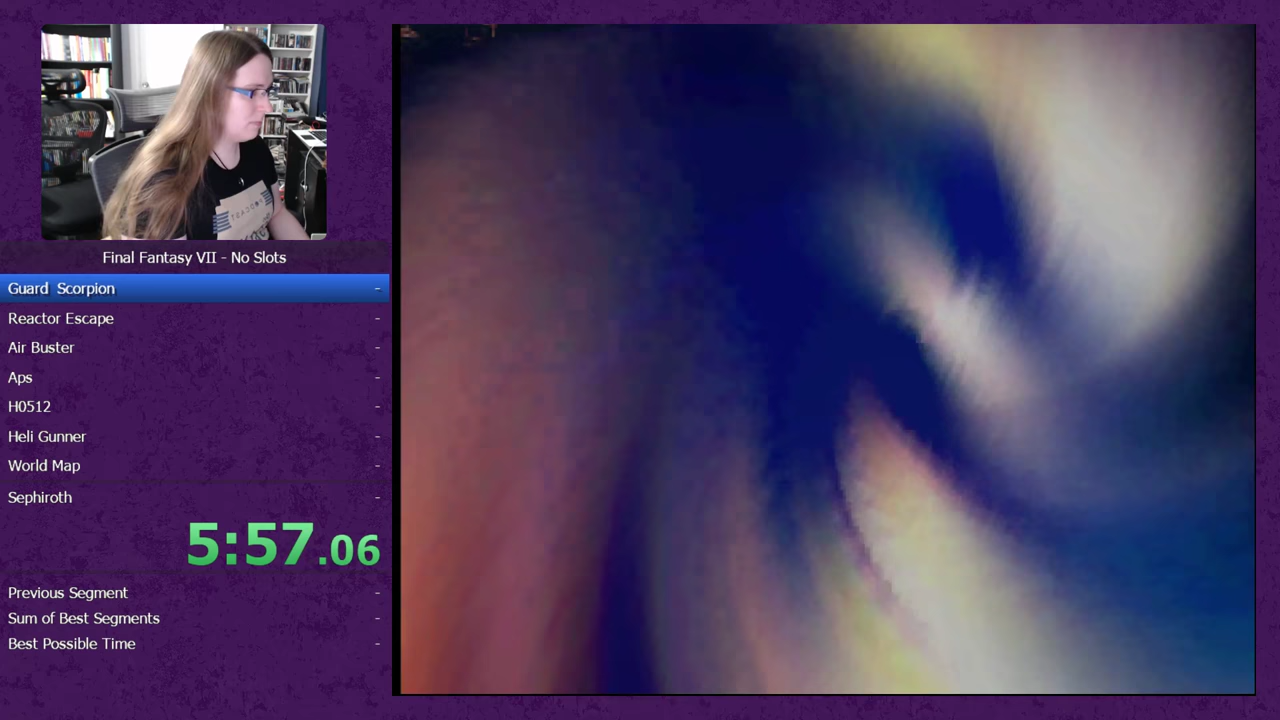 Final Fantasy VII - No Slots
Guard Scorpion -
Reactor Escape -
Air Buster -
Aps -
H0512 -
Heli Gunner -
World Map -
Sephiroth -
5:57.06
Previous Segment -
Sum of Best Segments -
Best Possible Time -